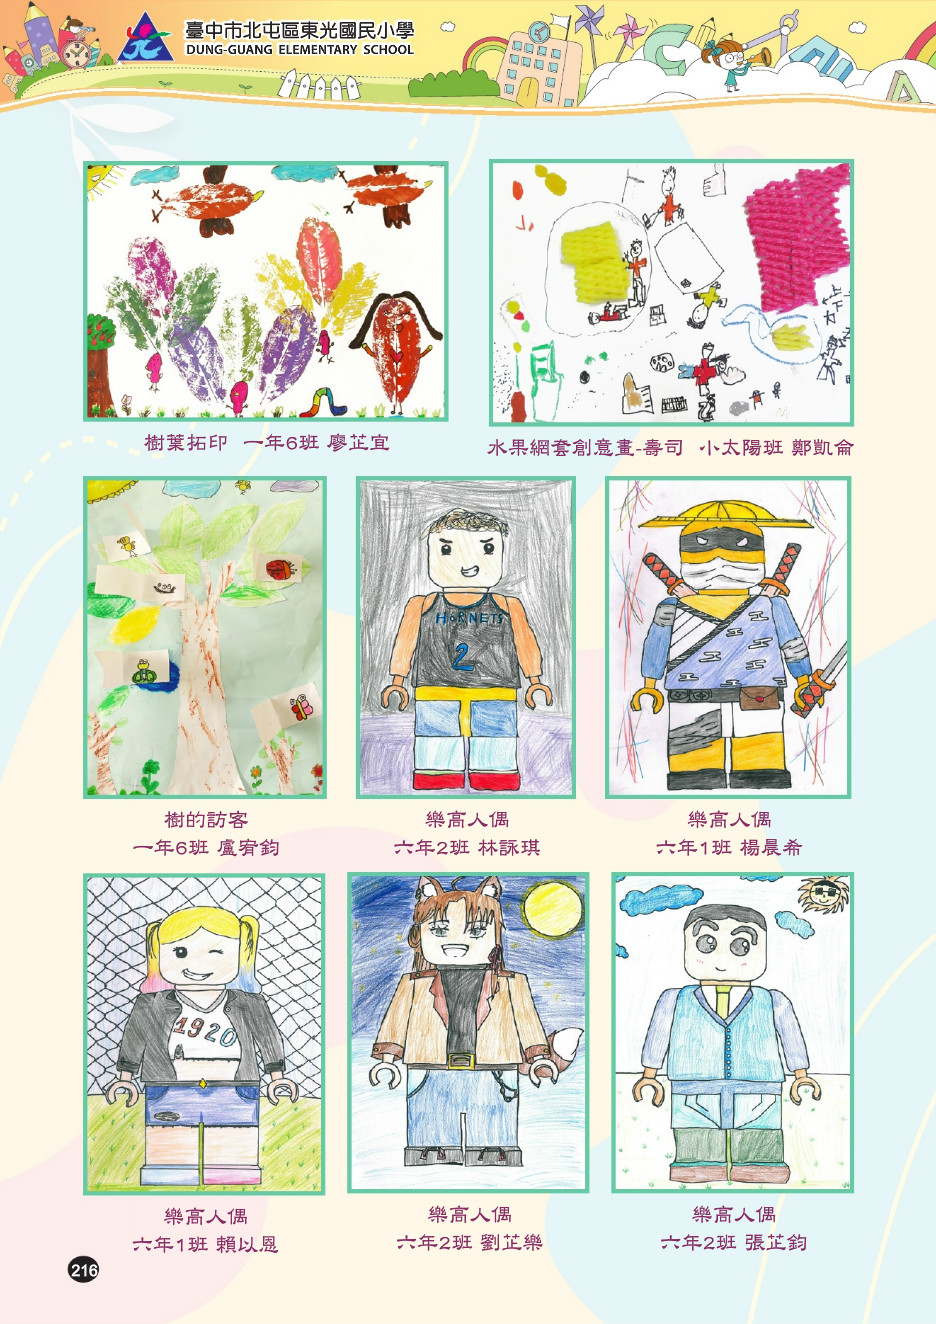 臺中市北屯區東光國民小學
DUNG-GUANG ELEMENTARY SCHOOL
樹葉拓印 一年6班 廖芷宜
水果網套創意畫-壽司 小太陽班 鄭凱侖
HORNETS
2
樹的訪客
一年6班 盧宥鈞
樂高人偶
六年2班 林詠琪
樂高人偶
六年1班 楊晨希
1920
樂高人偶
六年1班 賴以恩
樂高人偶
六年2班 劉芷樂
樂高人偶
六年2班 張芷鈞
216